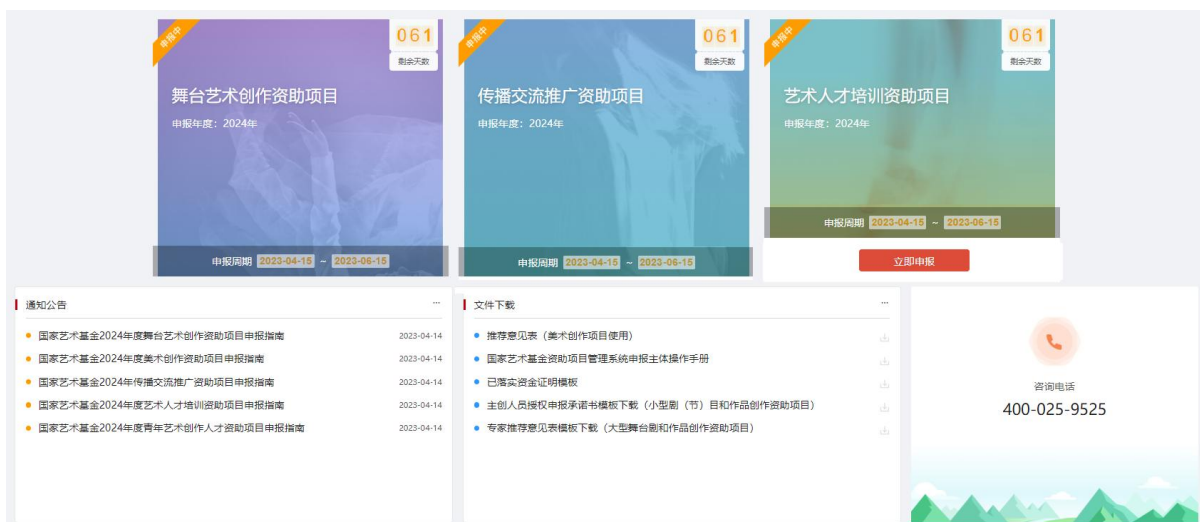 申报中
061
剩余天数
舞台艺术创作资助项目
申报年度：2024年
申报周期 2023-04-15 ~ 2023-06-15
申报中
061
剩余天数
传播交流推广资助项目
申报年度：2024年
申报周期 2023-04-15 ~ 2023-06-15
申报中
061
剩余天数
艺术人才培训资助项目
申报年度：2024年
申报周期 2023-04-15 ~ 2023-06-15
立即申报
通知公告 ...
国家艺术基金2024年度舞台艺术创作资助项目申报指南 2023-04-14
国家艺术基金2024年度美术创作资助项目申报指南 2023-04-14
国家艺术基金2024年传播交流推广资助项目申报指南 2023-04-14
国家艺术基金2024年度艺术人才培训资助项目申报指南 2023-04-14
国家艺术基金2024年度青年艺术创作人才资助项目申报指南 2023-04-14
文件下载 ...
推荐意见表（美术创作项目使用）
国家艺术基金资助项目管理系统申报主体操作手册
已落实资金证明模板
主创人员授权申报承诺书模板下载（小型剧（节）目和作品创作资助项目）
专家推荐意见表模板下载（大型舞台剧和作品创作资助项目）
咨询电话
400-025-9525